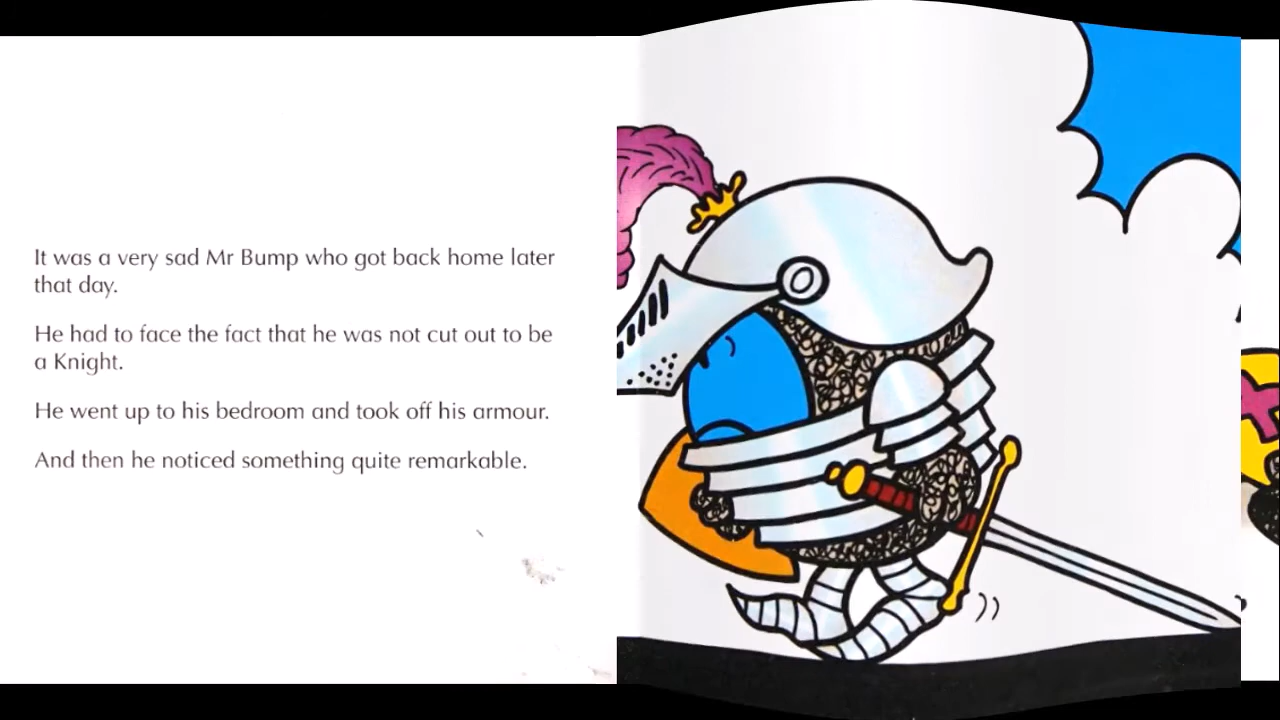 It was a very sad Mr Bump who got back home later
that day.
He had to face the fact that he was not cut out to be
a Knight.
He went up to his bedroom and took off his armour.
And then he noticed something quite remarkable.